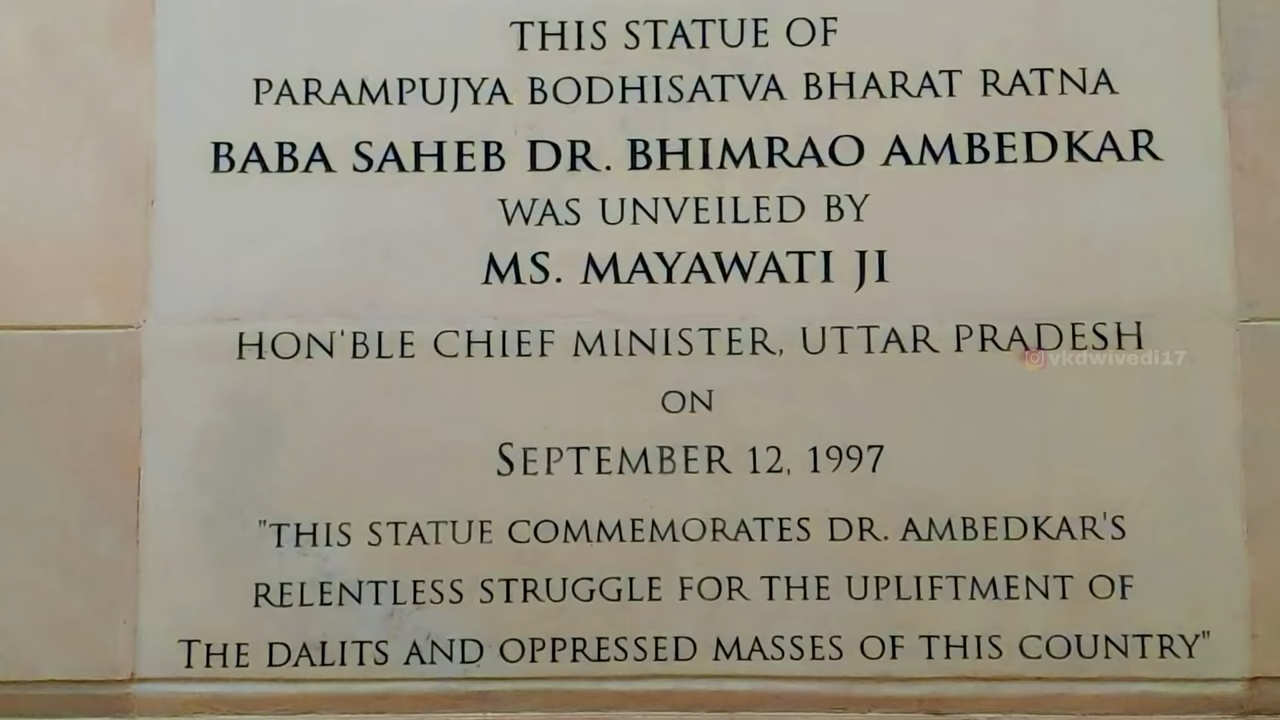 THIS STATUE OF
PARAMPUJYA BODHISATVA BHARAT RATNA
BABA SAHEB DR. BHIMRAO AMBEDKAR
WAS UNVEILED BY
MS. MAYAWATI JI
HON'BLE CHIEF MINISTER, UTTAR PRADESH
vkdwivedi17
ON
SEPTEMBER 12, 1997
"THIS STATUE COMMEMORATES DR. AMBEDKAR'S
RELENTLESS STRUGGLE FOR THE UPLIFTMENT OF
THE DALITS AND OPPRESSED MASSES OF THIS COUNTRY"